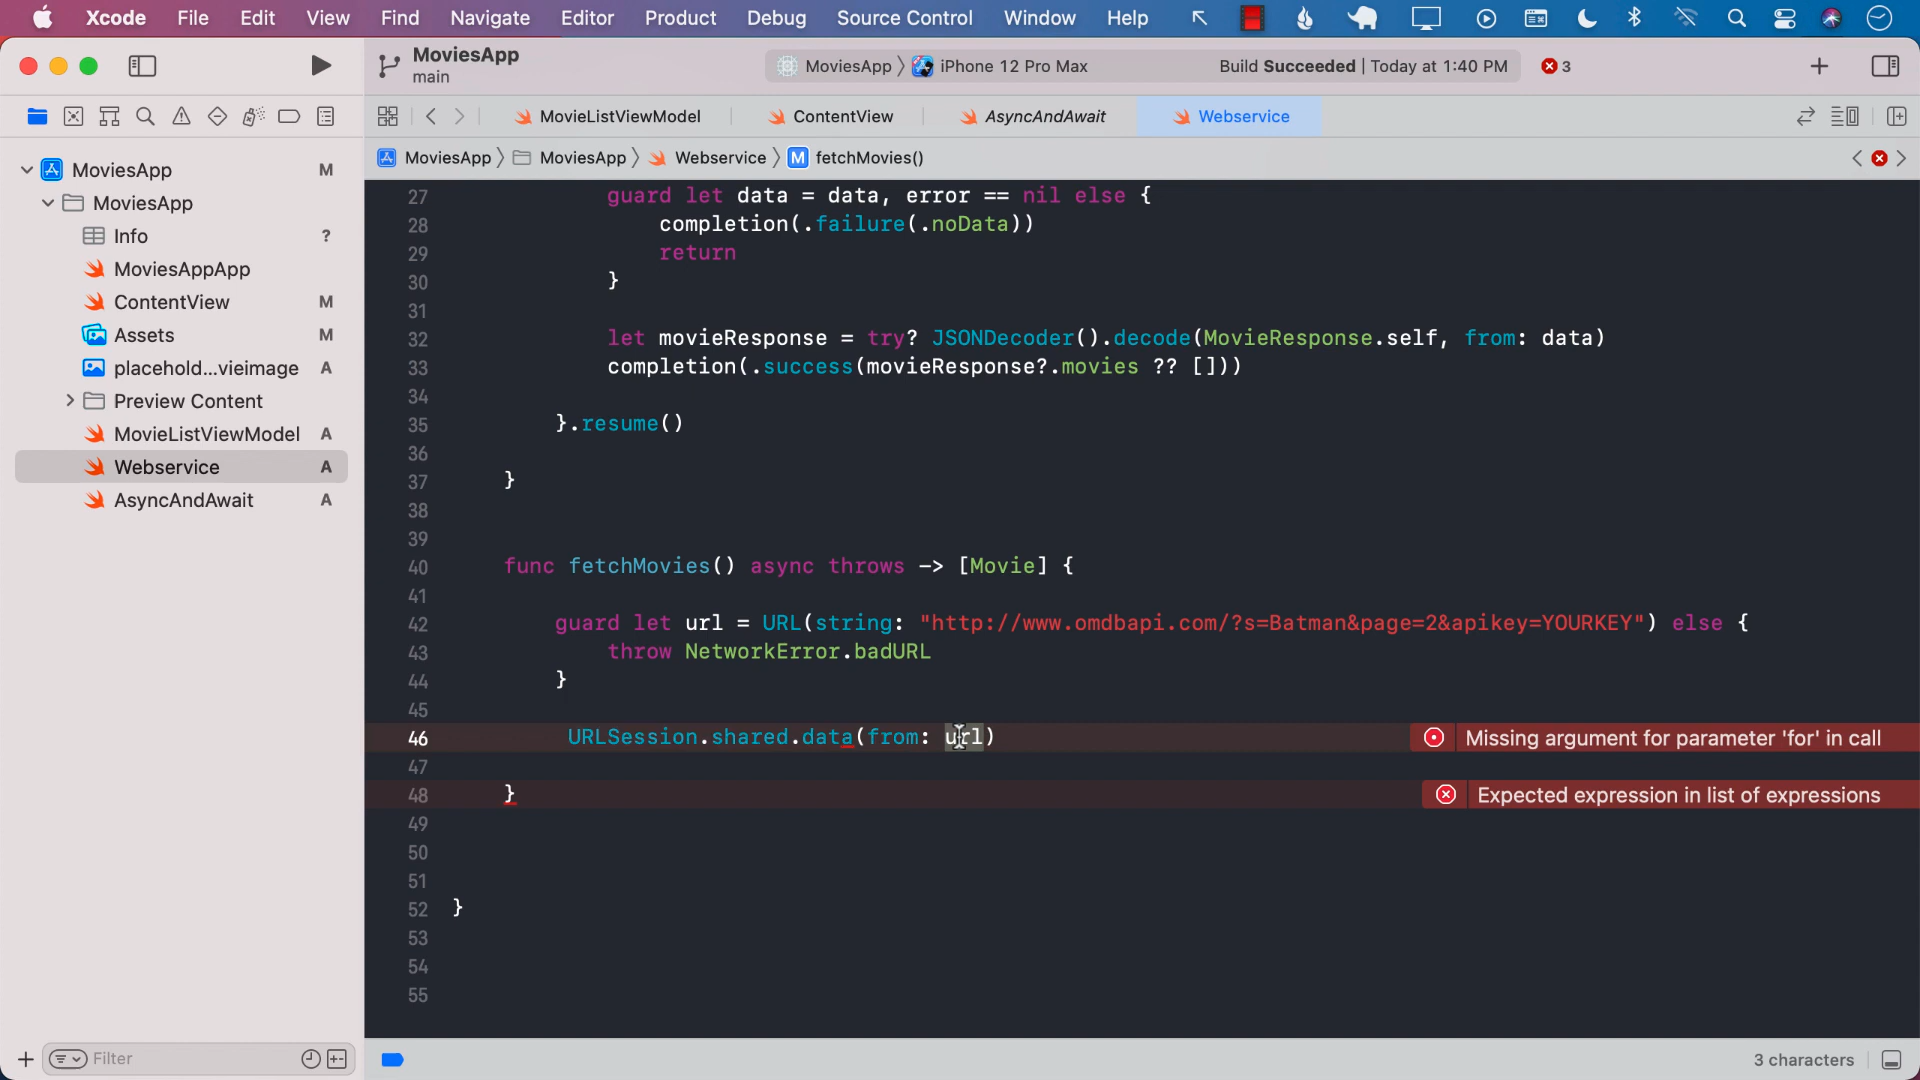 Xcode File Edit View Find Navigate Editor Product Debug Source Control Window Help
MoviesApp
main
MoviesApp 〉 iPhone 12 Pro Max
Build Succeeded | Today at 1:40 PM
3
MovieListViewModel
ContentView
AsyncAndAwait
Webservice
MoviesApp 〉 MoviesApp 〉 Webservice 〉 M fetchMovies()
MoviesApp M
MoviesApp
Info ?
MoviesAppApp
ContentView M
Assets M
placehold...vieimage A
Preview Content
MovieListViewModel A
Webservice A
AsyncAndAwait A
Filter
27 guard let data = data, error == nil else {
28 completion(.failure(.noData))
29 return
30 }
31
32 let movieResponse = try? JSONDecoder().decode(MovieResponse.self, from: data)
33 completion(.success(movieResponse?.movies ?? []))
34
35 }.resume()
36
37 }
38
39
40 func fetchMovies() async throws -> [Movie] {
41
42 guard let url = URL(string: "http://www.omdbapi.com/?s=Batman&page=2&apikey=YOURKEY") else {
43 throw NetworkError.badURL
44 }
45
46 URLSession.shared.data(from: url) Missing argument for parameter 'for' in call
47
48 } Expected expression in list of expressions
49
50
51
52 }
53
54
55
3 characters